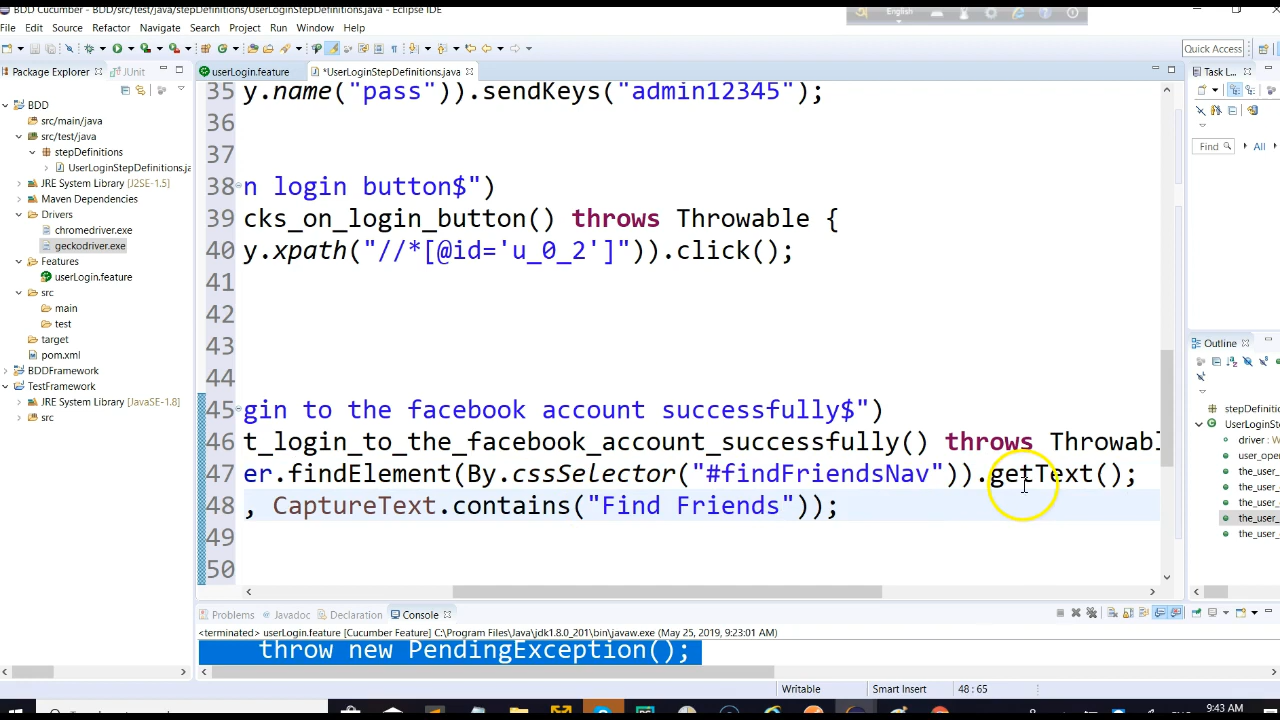 BDD Cucumber - BDD/src/test/java/stepDefinitions/UserLoginStepDefinitions.java - Eclipse IDE
File Edit Source Refactor Navigate Search Project Run Window Help
Quick Access
Package Explorer JUnit
userLogin.feature *UserLoginStepDefinitions.java
Task L...
BDD
src/main/java
src/test/java
stepDefinitions
UserLoginStepDefinitions.ja
JRE System Library [J2SE-1.5]
Maven Dependencies
Drivers
chromedriver.exe
geckodriver.exe
Features
userLogin.feature
src
main
test
target
pom.xml
BDDFramework
TestFramework
JRE System Library [JavaSE-1.8]
src
35 y.name("pass")).sendKeys("admin12345");
36
37
38 n login button$")
39 cks_on_login_button() throws Throwable {
40 y.xpath("//*[@id='u_0_2']")).click();
41
42
43
44
45 gin to the facebook account successfully$")
46 t_login_to_the_facebook_account_successfully() throws Throwabl
47 er.findElement(By.cssSelector("#findFriendsNav")).getText();
48 , CaptureText.contains("Find Friends"));
49
50
Find All
Outline
stepDefinition
UserLoginStep
driver : W
user_oper
the_user_
the_user_
the_user_
the_user_
the_user_
Problems Javadoc Declaration Console
<terminated> userLogin.feature [Cucumber Feature] C:\Program Files\Java\jdk1.8.0_201\bin\javaw.exe (May 25, 2019, 9:23:01 AM)
throw new PendingException();
Writable Smart Insert 48 : 65
9:43 AM